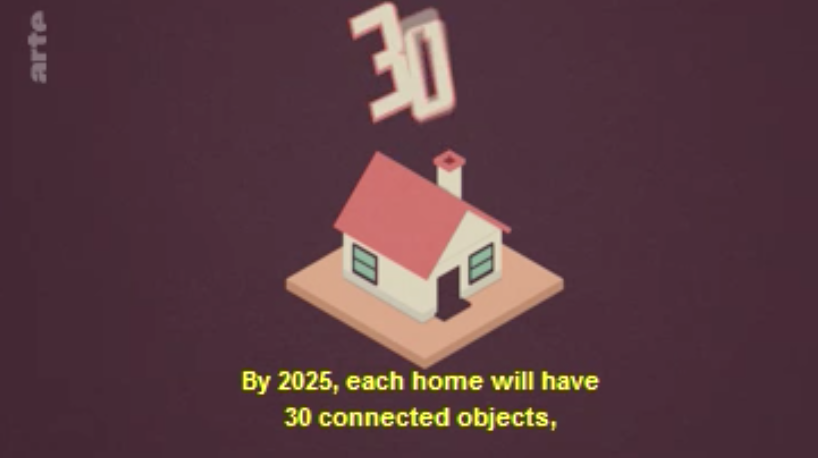 arte
30
By 2025, each home will have
30 connected objects,